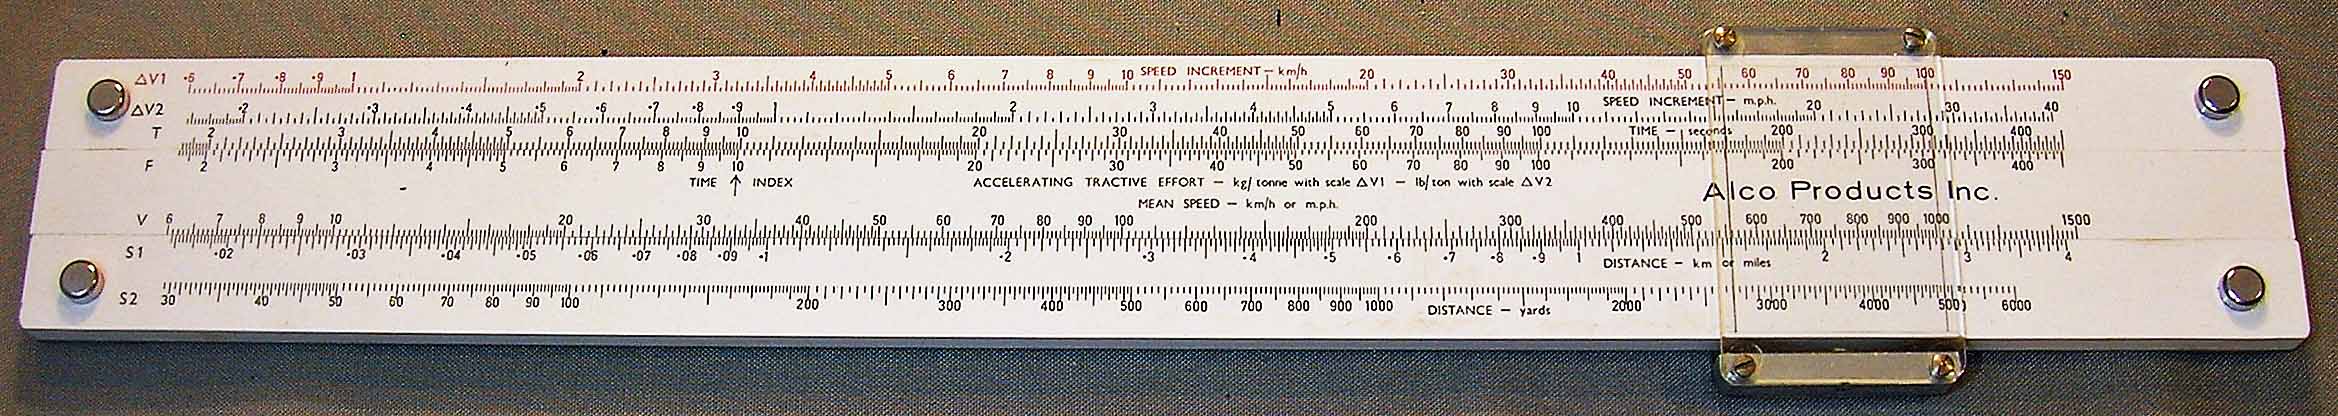 △V1 ·6 ·7 ·8 ·9 1 2 3 4 5 6 7 8 9 10 SPEED INCREMENT — km/h 20 30 40 50 60 70 80 90 100 150
△V2 ·2 ·3 ·4 ·5 ·6 ·7 ·8 ·9 1 2 3 4 5 6 7 8 9 10 SPEED INCREMENT — m.p.h. 20 30 40
T 2 3 4 5 6 7 8 9 10 20 30 40 50 60 70 80 90 100 TIME — seconds 200 300 400
F 2 3 4 5 6 7 8 9 10 20 30 40 50 60 70 80 90 100 200 300 400
TIME ↑ INDEX ACCELERATING TRACTIVE EFFORT — kg/tonne with scale △V1 — lb/ton with scale △V2
Alco Products Inc.
MEAN SPEED — km/h or m.p.h.
V 6 7 8 9 10 20 30 40 50 60 70 80 90 100 200 300 400 500 600 700 800 900 1000 1500
S1 ·02 ·03 ·04 ·05 ·06 ·07 ·08 ·09 ·1 ·2 ·3 ·4 ·5 ·6 ·7 ·8 ·9 1 DISTANCE — km or miles 2 3 4
S2 30 40 50 60 70 80 90 100 200 300 400 500 600 700 800 900 1000 DISTANCE — yards 2000 3000 4000 5000 6000